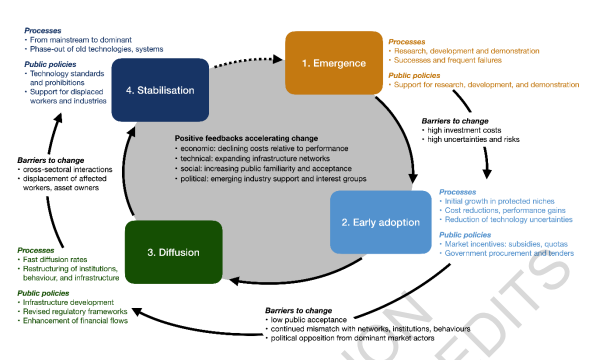 Processes
• From mainstream to dominant
• Phase-out of old technologies, systems
Public policies
• Technology standards
and prohibitions
• Support for displaced
workers and industries
4. Stabilisation
1. Emergence
Processes
• Research, development and demonstration
• Successes and frequent failures
Public policies
• Support for research, development, and demonstration
Barriers to change
• high investment costs
• high uncertainties and risks
Positive feedbacks accelerating change
• economic: declining costs relative to performance
• technical: expanding infrastructure networks
• social: increasing public familiarity and acceptance
• political: emerging industry support and interest groups
Barriers to change
• cross-sectoral interactions
• displacement of affected
workers, asset owners
2. Early adoption
Processes
• Initial growth in protected niches
• Cost reductions, performance gains
• Reduction of technology uncertainties
Public policies
• Market incentives: subsidies, quotas
• Government procurement and tenders
3. Diffusion
Processes
• Fast diffusion rates
• Restructuring of institutions,
behaviour, and infrastructure
Public policies
• Infrastructure development
• Revised regulatory frameworks
• Enhancement of financial flows
Barriers to change
• low public acceptance
• continued mismatch with networks, institutions, behaviours
• political opposition from dominant market actors